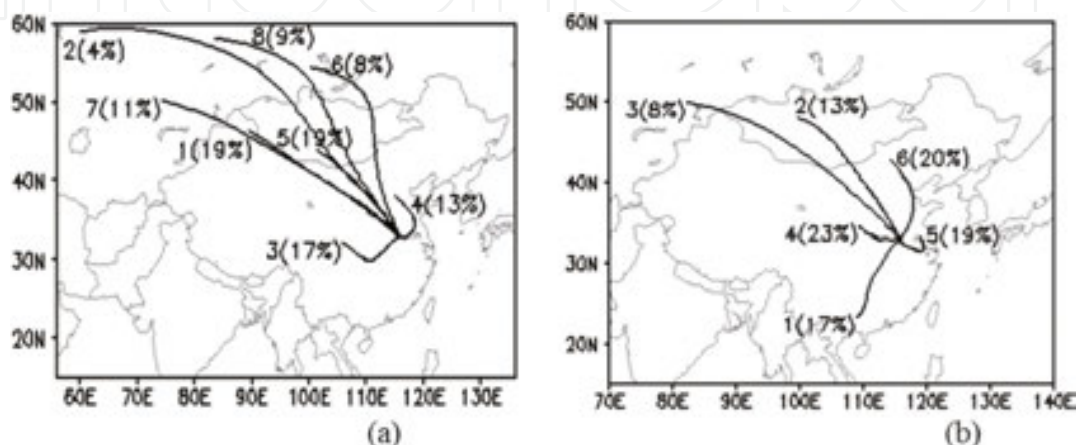 60N
50N
40N
30N
20N
60E
70E
80E
90E
100E
110E
120E
130E
2(4%)
8(9%)
6(8%)
7(11%)
1(19%)
5(19%)
4(13%)
3(17%)
(a)
60N
50N
40N
30N
20N
70E
80E
90E
100E
110E
120E
130E
140E
3(8%)
2(13%)
6(20%)
4(23%)
5(19%)
1(17%)
(b)